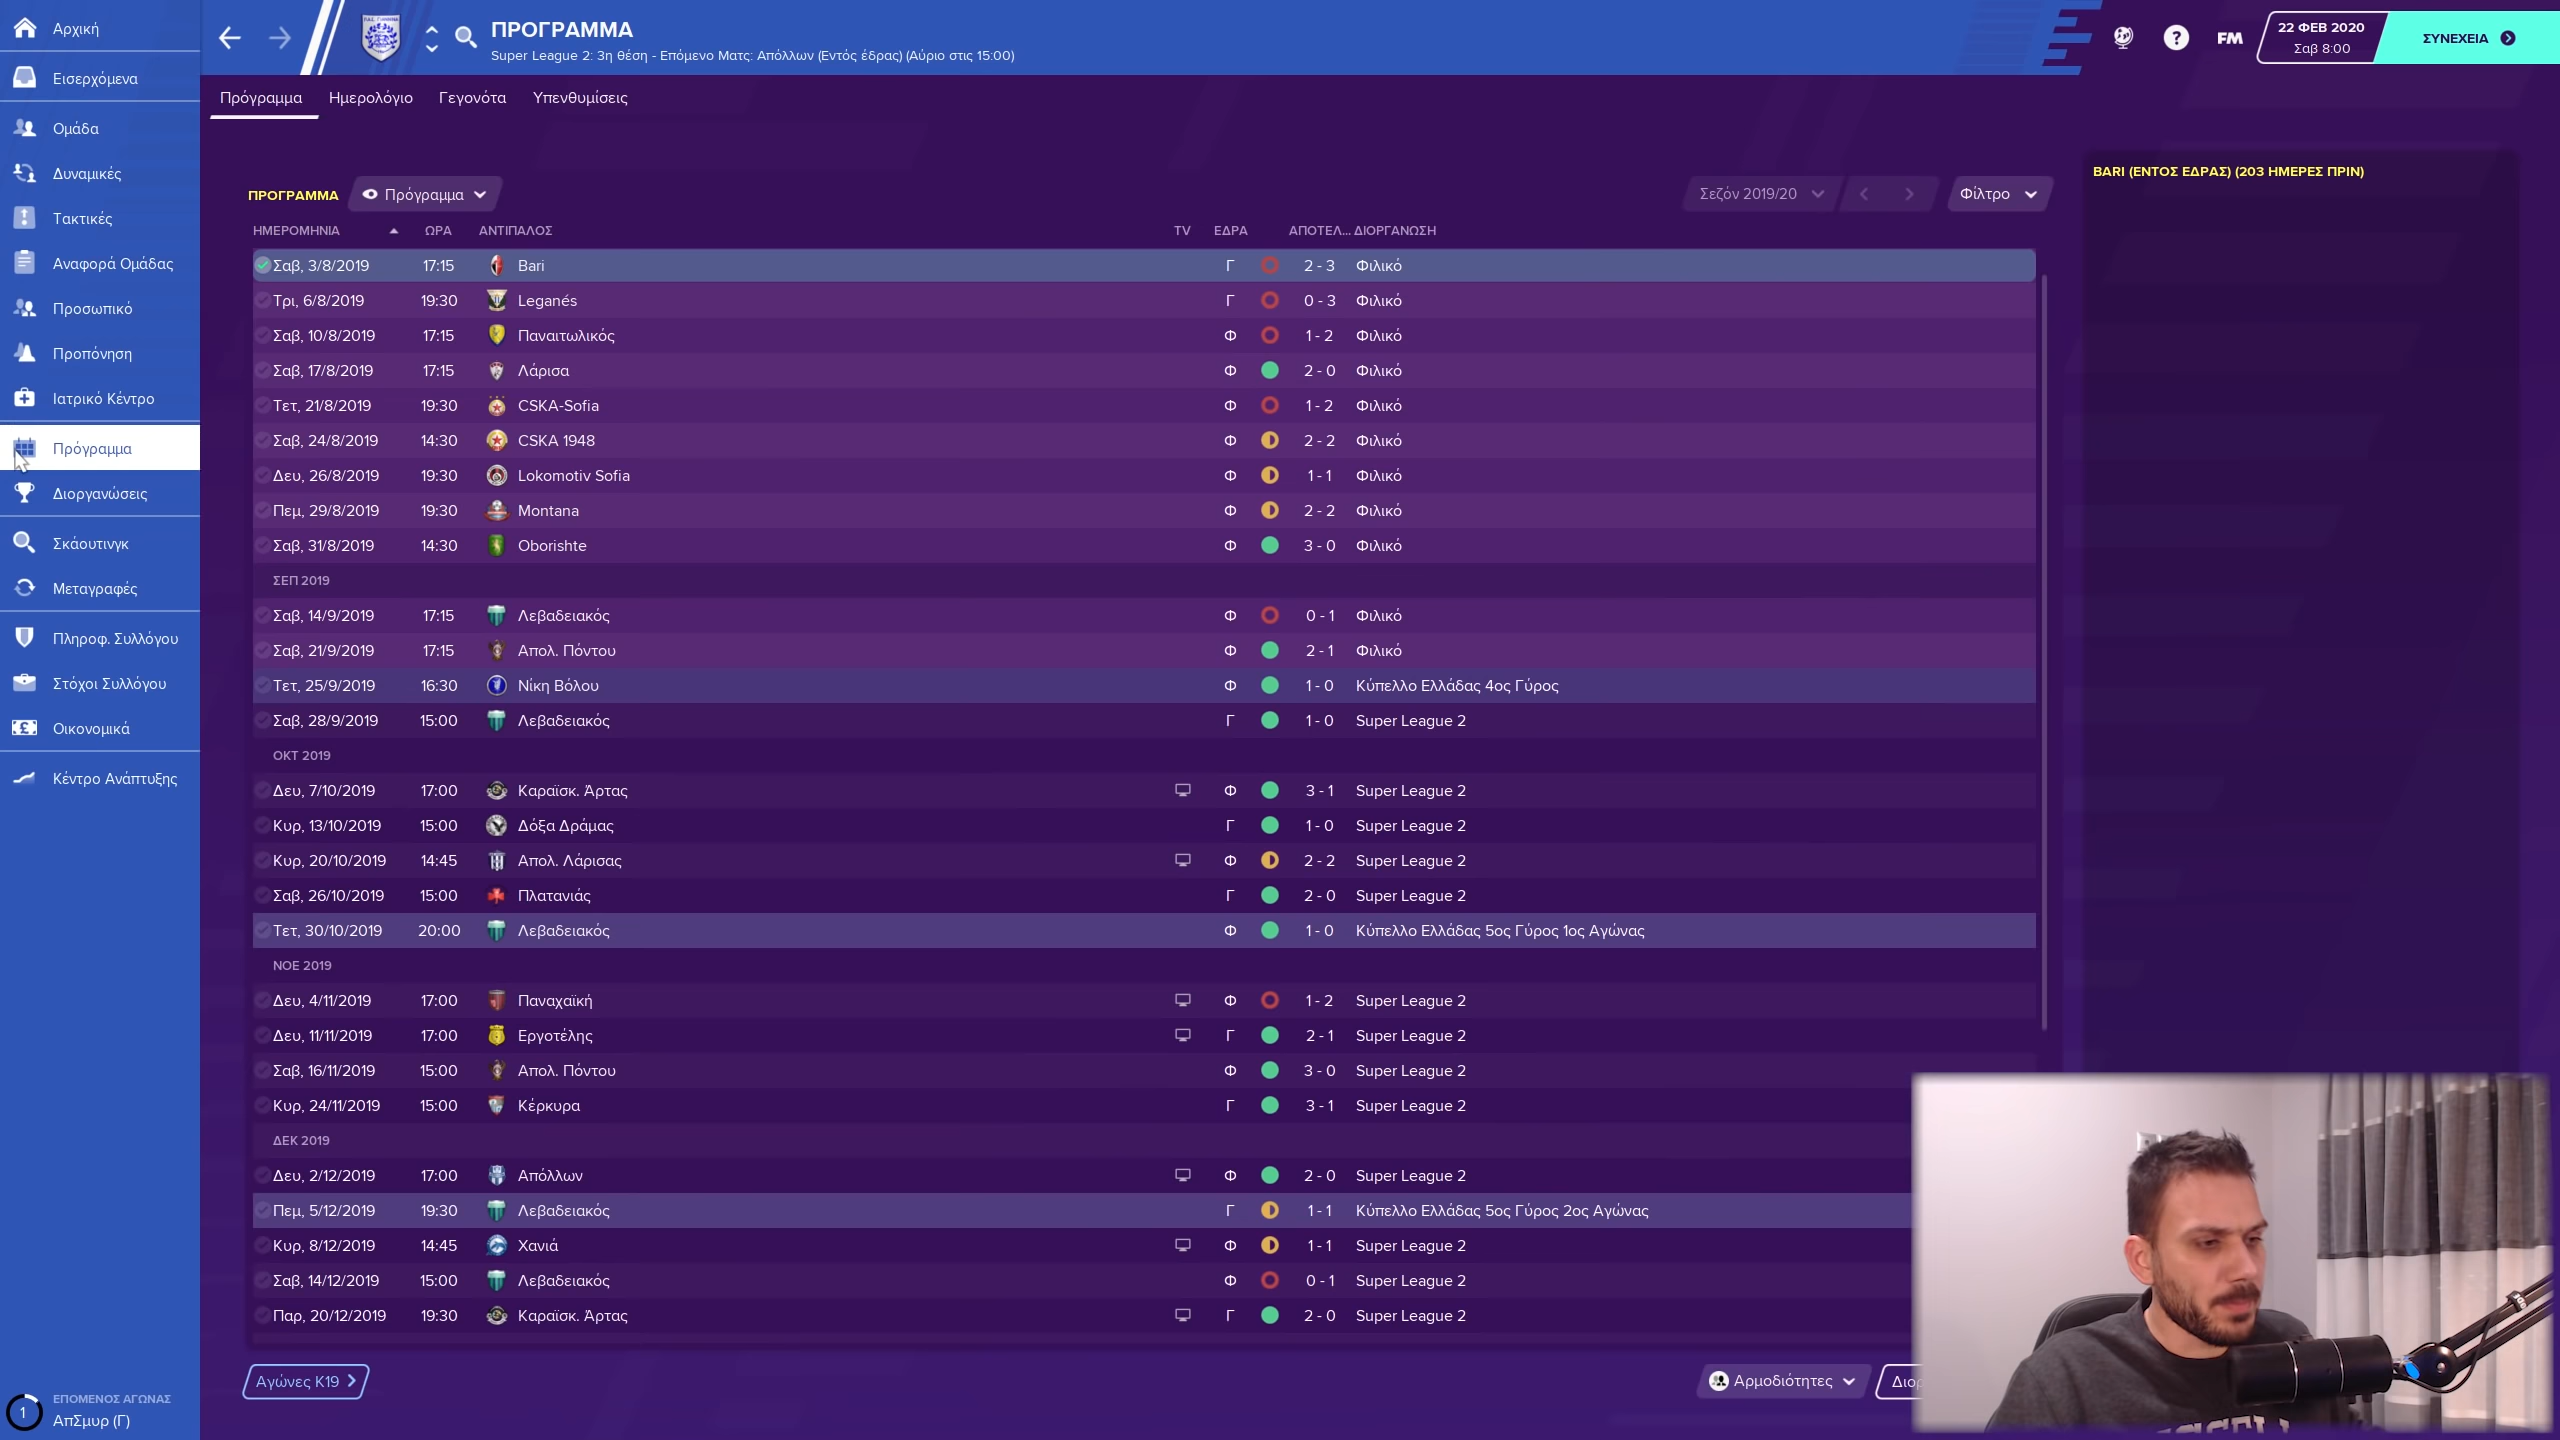 Αρχική
Εισερχόμενα
Ομάδα
Δυναμικές
Τακτικές
Αναφορά Ομάδας
Προσωπικό
Προπόνηση
Ιατρικό Κέντρο
Πρόγραμμα
Διοργανώσεις
Σκάουτινγκ
Μεταγραφές
Πληροφ. Συλλόγου
Στόχοι Συλλόγου
Οικονομικά
Κέντρο Ανάπτυξης
1 ΕΠΟΜΕΝΟΣ ΑΓΩΝΑΣ
ΑπΣμυρ (Γ)
ΠΡΟΓΡΑΜΜΑ
Super League 2: 3η θέση - Επόμενο Ματς: Απόλλων (Εντός έδρας) (Αύριο στις 15:00)
? FM
22 ΦΕΒ 2020
Σαβ 8:00
ΣΥΝΕΧΕΙΑ
Πρόγραμμα Ημερολόγιο Γεγονότα Υπενθυμίσεις
ΠΡΟΓΡΑΜΜΑ Πρόγραμμα Σεζόν 2019/20 Φίλτρο
ΗΜΕΡΟΜΗΝΙΑ ΩΡΑ ΑΝΤΙΠΑΛΟΣ TV ΕΔΡΑ ΑΠΟΤΕΛ... ΔΙΟΡΓΑΝΩΣΗ
Σαβ, 3/8/2019 17:15 Bari Γ 2 - 3 Φιλικό
Τρι, 6/8/2019 19:30 Leganés Γ 0 - 3 Φιλικό
Σαβ, 10/8/2019 17:15 Παναιτωλικός Φ 1 - 2 Φιλικό
Σαβ, 17/8/2019 17:15 Λάρισα Φ 2 - 0 Φιλικό
Τετ, 21/8/2019 19:30 CSKA-Sofia Φ 1 - 2 Φιλικό
Σαβ, 24/8/2019 14:30 CSKA 1948 Φ 2 - 2 Φιλικό
Δευ, 26/8/2019 19:30 Lokomotiv Sofia Φ 1 - 1 Φιλικό
Πεμ, 29/8/2019 19:30 Montana Φ 2 - 2 Φιλικό
Σαβ, 31/8/2019 14:30 Oborishte Φ 3 - 0 Φιλικό
ΣΕΠ 2019
Σαβ, 14/9/2019 17:15 Λεβαδειακός Φ 0 - 1 Φιλικό
Σαβ, 21/9/2019 17:15 Απολ. Πόντου Φ 2 - 1 Φιλικό
Τετ, 25/9/2019 16:30 Νίκη Βόλου Φ 1 - 0 Κύπελλο Ελλάδας 4ος Γύρος
Σαβ, 28/9/2019 15:00 Λεβαδειακός Γ 1 - 0 Super League 2
ΟΚΤ 2019
Δευ, 7/10/2019 17:00 Καραϊσκ. Άρτας Φ 3 - 1 Super League 2
Κυρ, 13/10/2019 15:00 Δόξα Δράμας Γ 1 - 0 Super League 2
Κυρ, 20/10/2019 14:45 Απολ. Λάρισας Φ 2 - 2 Super League 2
Σαβ, 26/10/2019 15:00 Πλατανιάς Γ 2 - 0 Super League 2
Τετ, 30/10/2019 20:00 Λεβαδειακός Φ 1 - 0 Κύπελλο Ελλάδας 5ος Γύρος 1ος Αγώνας
ΝΟΕ 2019
Δευ, 4/11/2019 17:00 Παναχαϊκή Φ 1 - 2 Super League 2
Δευ, 11/11/2019 17:00 Εργοτέλης Γ 2 - 1 Super League 2
Σαβ, 16/11/2019 15:00 Απολ. Πόντου Φ 3 - 0 Super League 2
Κυρ, 24/11/2019 15:00 Κέρκυρα Γ 3 - 1 Super League 2
ΔΕΚ 2019
Δευ, 2/12/2019 17:00 Απόλλων Φ 2 - 0 Super League 2
Πεμ, 5/12/2019 19:30 Λεβαδειακός Γ 1 - 1 Κύπελλο Ελλάδας 5ος Γύρος 2ος Αγώνας
Κυρ, 8/12/2019 14:45 Χανιά Φ 1 - 1 Super League 2
Σαβ, 14/12/2019 15:00 Λεβαδειακός Φ 0 - 1 Super League 2
Παρ, 20/12/2019 19:30 Καραϊσκ. Άρτας Γ 2 - 0 Super League 2
Αγώνες Κ19 Αρμοδιότητες
BARI (ΕΝΤΟΣ ΕΔΡΑΣ) (203 ΗΜΕΡΕΣ ΠΡΙΝ)